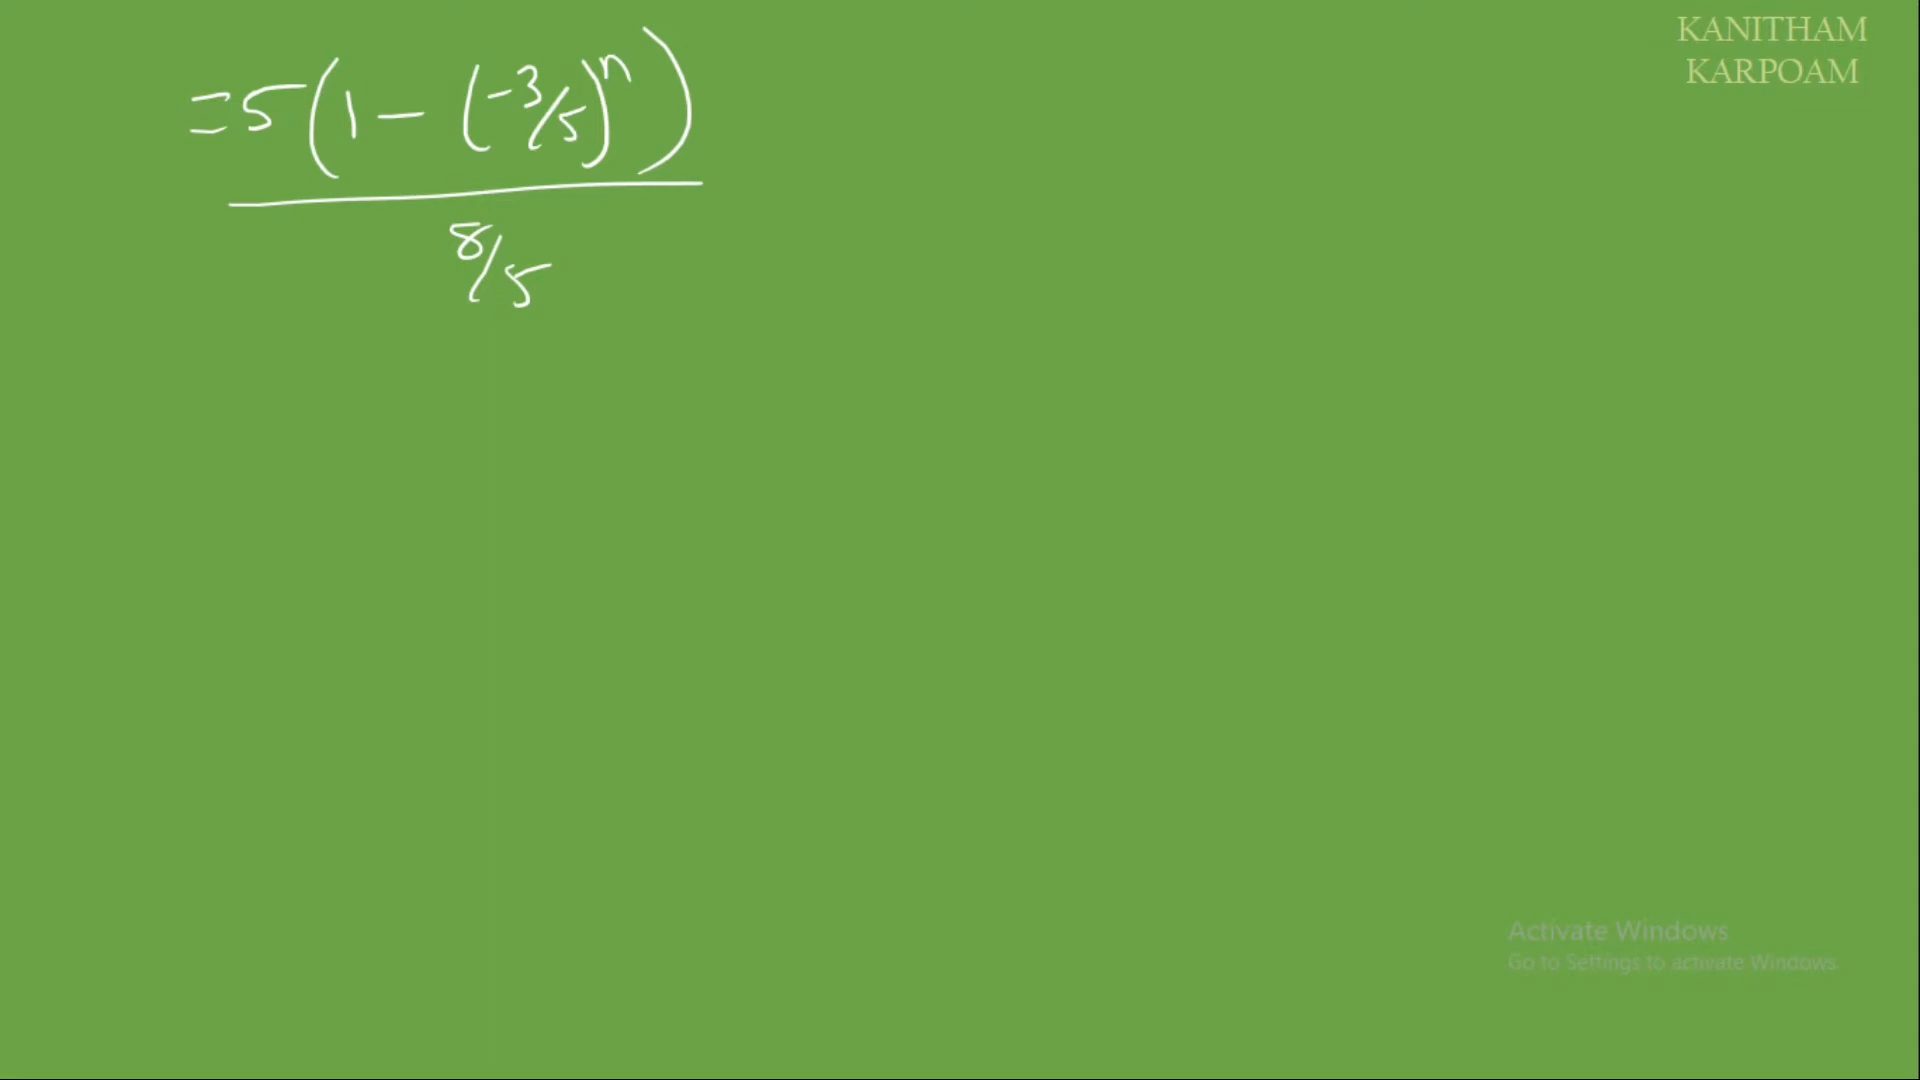 KANITHAM
KARPOAM
=5(1-(-3/5)^n)
8/5
Activate Windows
Go to Settings to activate Windows